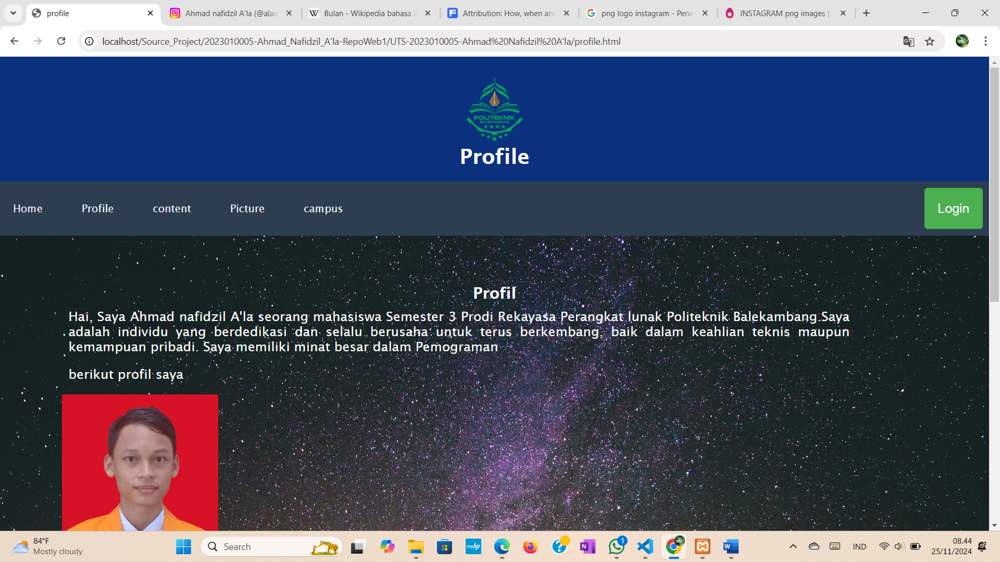 profile
Ahmad nafidzil A'la (@alaa
Bulan - Wikipedia bahasa I
Attribution: How, when and
png logo instagram - Pene
INSTAGRAM png images |
localhost/Source_Project/2023010005-Ahmad_Nafidzil_A'la-RepoWeb1/UTS-2023010005-Ahmad%20Nafidzil%20A'la/profile.html
POLITEKNIK
BALEKAMBANG
Profile
Home Profile content Picture campus Login
Profil
Hai, Saya Ahmad nafidzil A'la seorang mahasiswa Semester 3 Prodi Rekayasa Perangkat lunak Politeknik Balekambang.Saya
adalah individu yang berdedikasi dan selalu berusaha untuk terus berkembang, baik dalam keahlian teknis maupun
kemampuan pribadi. Saya memiliki minat besar dalam Pemograman
berikut profil saya
84°F
Mostly cloudy
Search
myhp
1
IND
08.44
25/11/2024